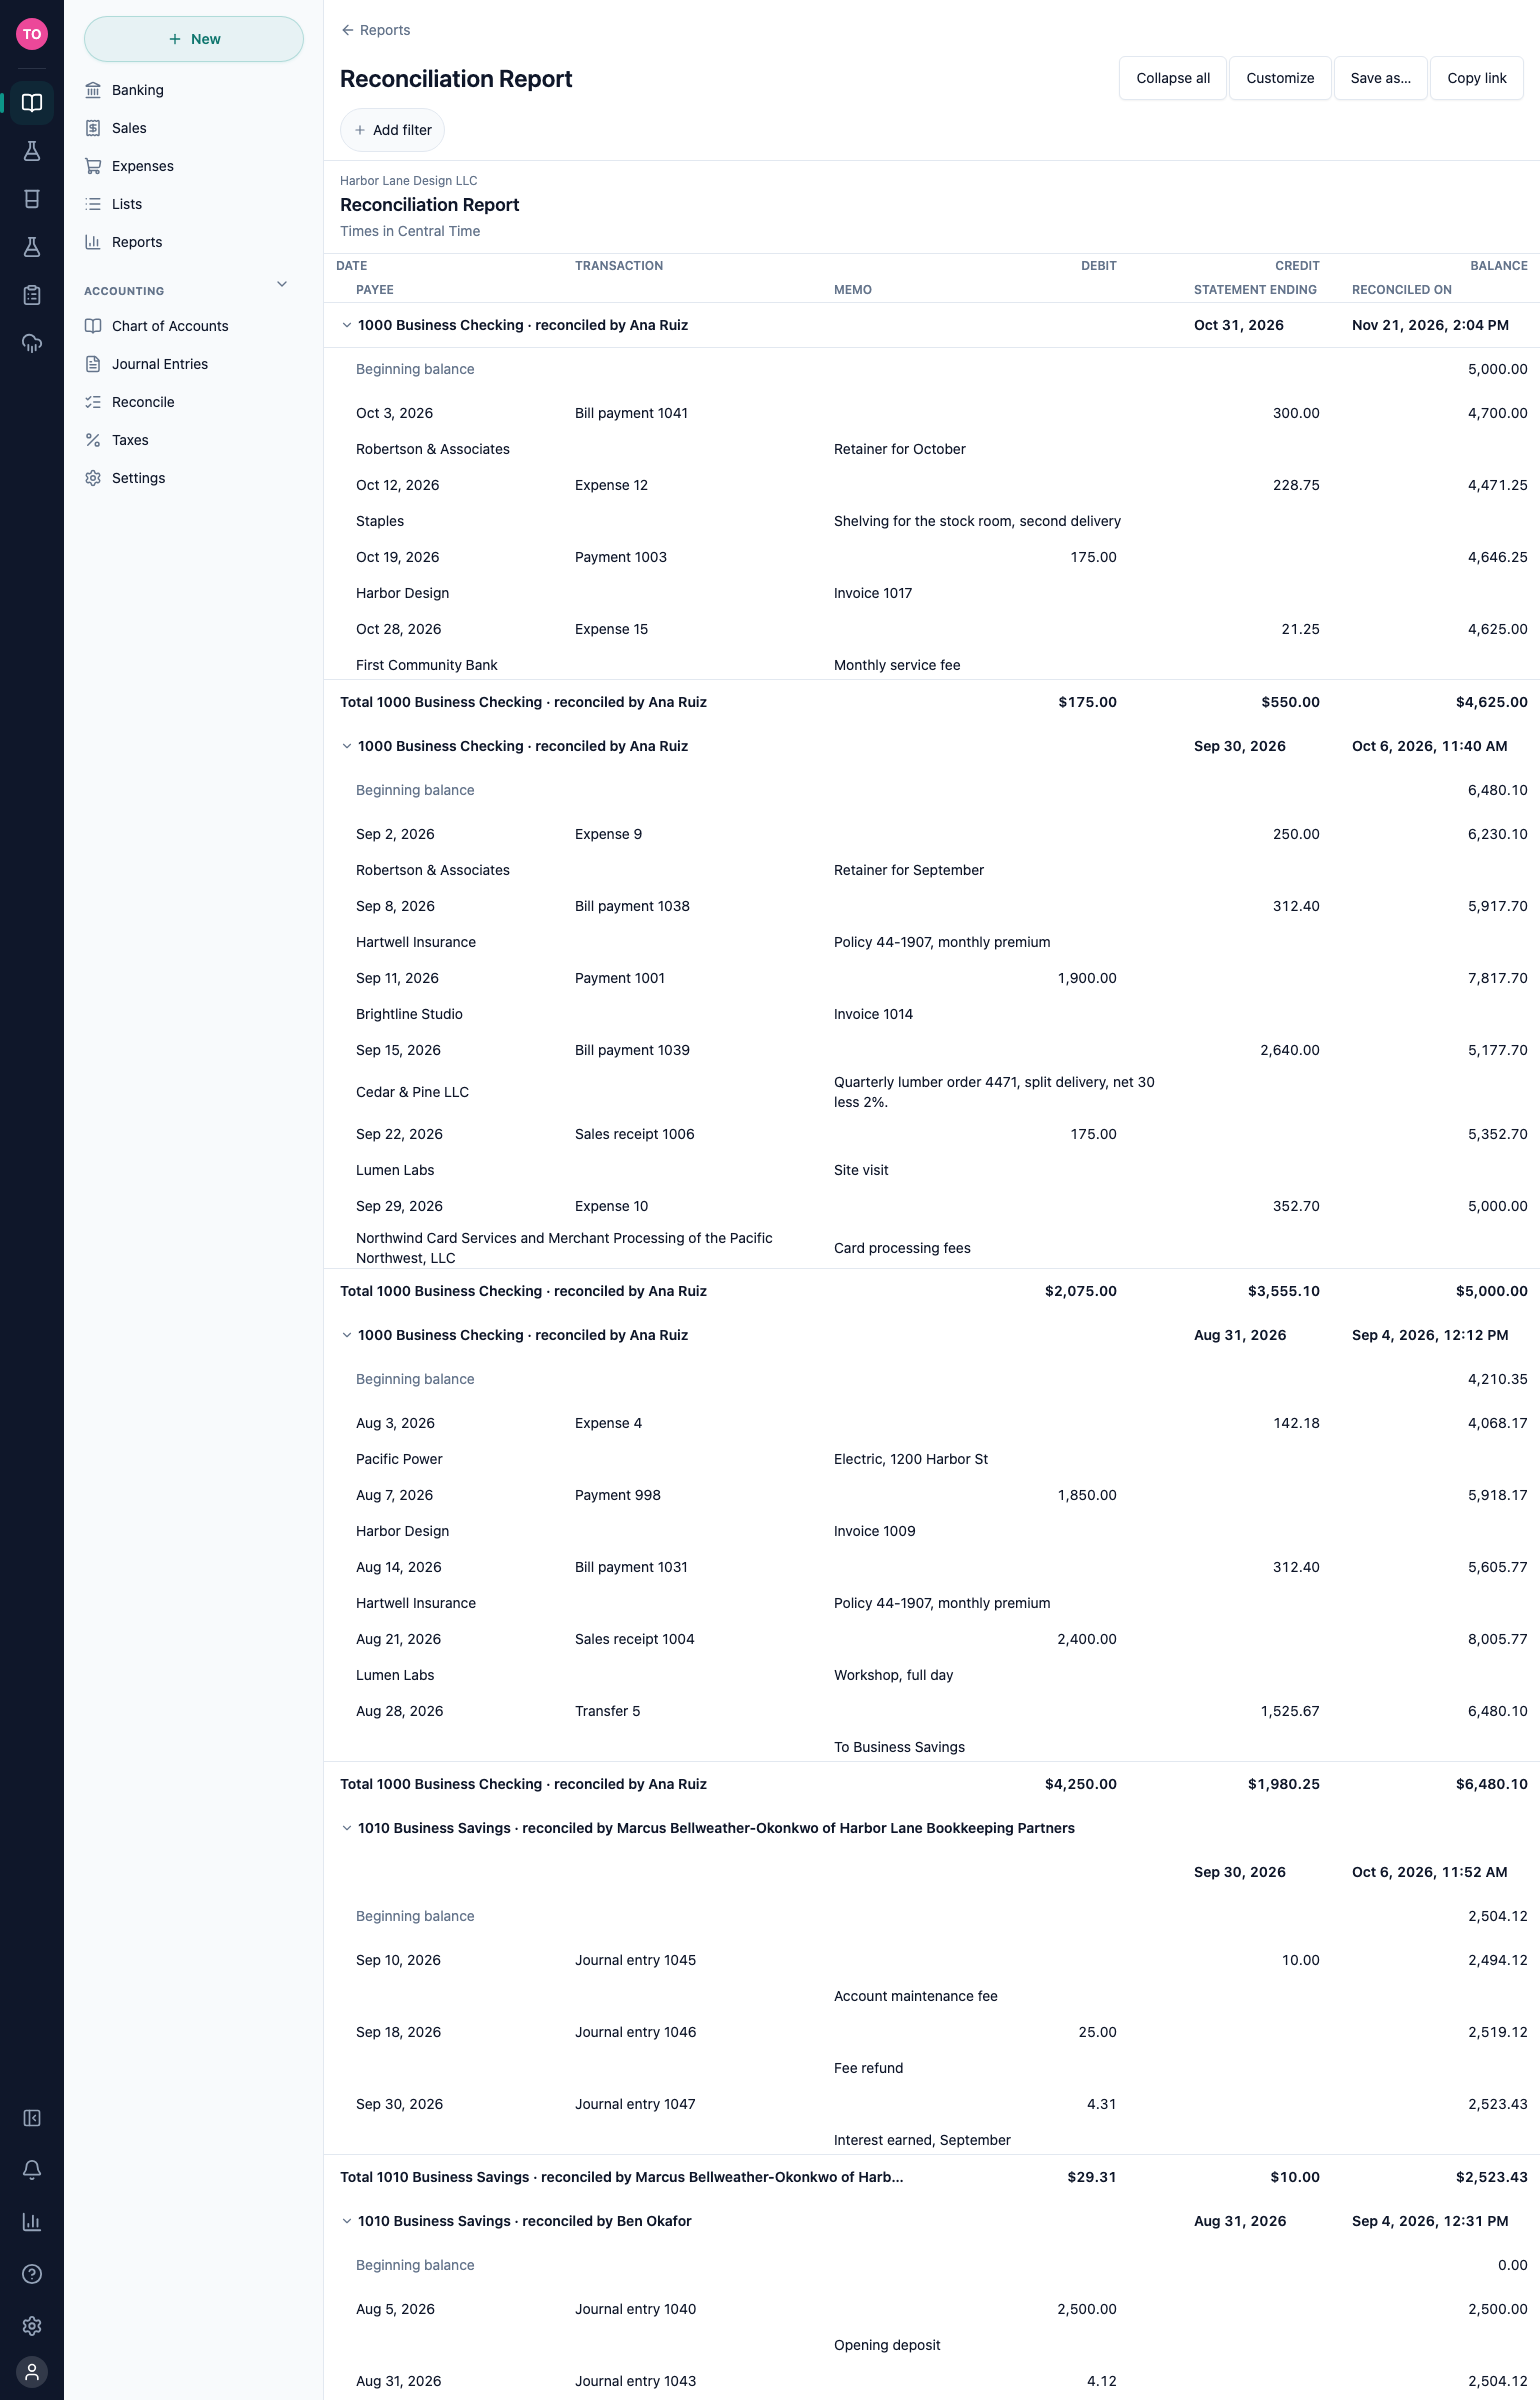 TO
New
Banking
Sales
Expenses
Lists
Reports
ACCOUNTING
Chart of Accounts
Journal Entries
Reconcile
Taxes
Settings
Reports
Reconciliation Report
Collapse all Customize Save as... Copy link
Add filter
Harbor Lane Design LLC
Reconciliation Report
Times in Central Time
DATE TRANSACTION DEBIT CREDIT BALANCE
PAYEE MEMO STATEMENT ENDING RECONCILED ON
1000 Business Checking · reconciled by Ana Ruiz Oct 31, 2026 Nov 21, 2026, 2:04 PM
Beginning balance 5,000.00
Oct 3, 2026 Bill payment 1041 300.00 4,700.00
Robertson & Associates Retainer for October
Oct 12, 2026 Expense 12 228.75 4,471.25
Staples Shelving for the stock room, second delivery
Oct 19, 2026 Payment 1003 175.00 4,646.25
Harbor Design Invoice 1017
Oct 28, 2026 Expense 15 21.25 4,625.00
First Community Bank Monthly service fee
Total 1000 Business Checking · reconciled by Ana Ruiz $175.00 $550.00 $4,625.00
1000 Business Checking · reconciled by Ana Ruiz Sep 30, 2026 Oct 6, 2026, 11:40 AM
Beginning balance 6,480.10
Sep 2, 2026 Expense 9 250.00 6,230.10
Robertson & Associates Retainer for September
Sep 8, 2026 Bill payment 1038 312.40 5,917.70
Hartwell Insurance Policy 44-1907, monthly premium
Sep 11, 2026 Payment 1001 1,900.00 7,817.70
Brightline Studio Invoice 1014
Sep 15, 2026 Bill payment 1039 2,640.00 5,177.70
Cedar & Pine LLC Quarterly lumber order 4471, split delivery, net 30
less 2%.
Sep 22, 2026 Sales receipt 1006 175.00 5,352.70
Lumen Labs Site visit
Sep 29, 2026 Expense 10 352.70 5,000.00
Northwind Card Services and Merchant Processing of the Pacific
Northwest, LLC Card processing fees
Total 1000 Business Checking · reconciled by Ana Ruiz $2,075.00 $3,555.10 $5,000.00
1000 Business Checking · reconciled by Ana Ruiz Aug 31, 2026 Sep 4, 2026, 12:12 PM
Beginning balance 4,210.35
Aug 3, 2026 Expense 4 142.18 4,068.17
Pacific Power Electric, 1200 Harbor St
Aug 7, 2026 Payment 998 1,850.00 5,918.17
Harbor Design Invoice 1009
Aug 14, 2026 Bill payment 1031 312.40 5,605.77
Hartwell Insurance Policy 44-1907, monthly premium
Aug 21, 2026 Sales receipt 1004 2,400.00 8,005.77
Lumen Labs Workshop, full day
Aug 28, 2026 Transfer 5 1,525.67 6,480.10
To Business Savings
Total 1000 Business Checking · reconciled by Ana Ruiz $4,250.00 $1,980.25 $6,480.10
1010 Business Savings · reconciled by Marcus Bellweather-Okonkwo of Harbor Lane Bookkeeping Partners
Sep 30, 2026 Oct 6, 2026, 11:52 AM
Beginning balance 2,504.12
Sep 10, 2026 Journal entry 1045 10.00 2,494.12
Account maintenance fee
Sep 18, 2026 Journal entry 1046 25.00 2,519.12
Fee refund
Sep 30, 2026 Journal entry 1047 4.31 2,523.43
Interest earned, September
Total 1010 Business Savings · reconciled by Marcus Bellweather-Okonkwo of Harb... $29.31 $10.00 $2,523.43
1010 Business Savings · reconciled by Ben Okafor Aug 31, 2026 Sep 4, 2026, 12:31 PM
Beginning balance 0.00
Aug 5, 2026 Journal entry 1040 2,500.00 2,500.00
Opening deposit
Aug 31, 2026 Journal entry 1043 4.12 2,504.12